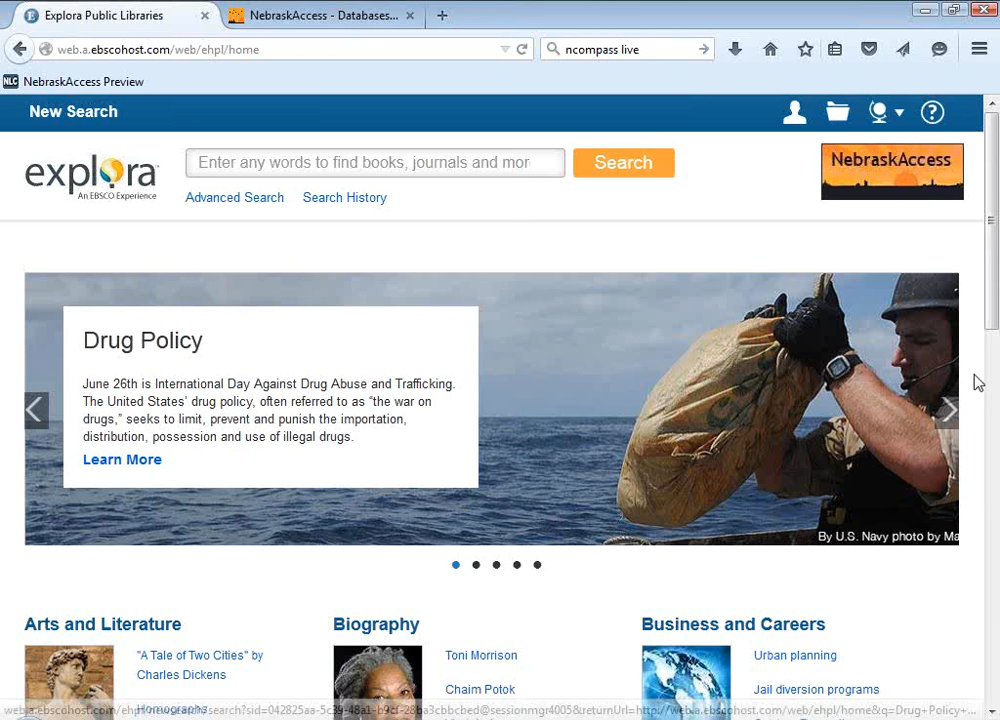 Explora Public Libraries
NebraskAccess - Databases...
web.a.ebscohost.com/web/ehpl/home
ncompass live
NLC NebraskAccess Preview
New Search
explora
An EBSCO Experience
Enter any words to find books, journals and mor
Search
NebraskAccess
Advanced Search Search History
Drug Policy
June 26th is International Day Against Drug Abuse and Trafficking.
The United States' drug policy, often referred to as “the war on
drugs,” seeks to limit, prevent and punish the importation,
distribution, possession and use of illegal drugs.
Learn More
By U.S. Navy photo by Ma
Arts and Literature
"A Tale of Two Cities" by
Charles Dickens
Biography
Toni Morrison
Chaim Potok
Business and Careers
Urban planning
Jail diversion programs